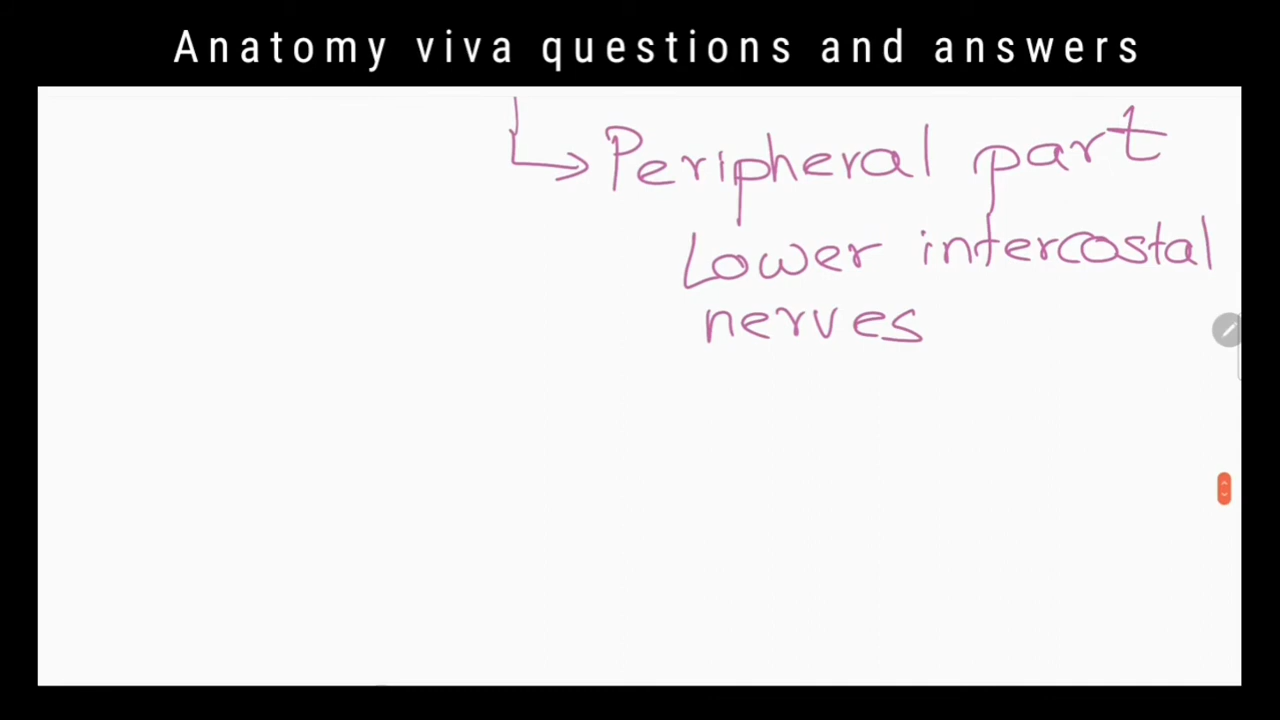 Anatomy viva questions and answers
Peripheral part
Lower intercostal
nerves